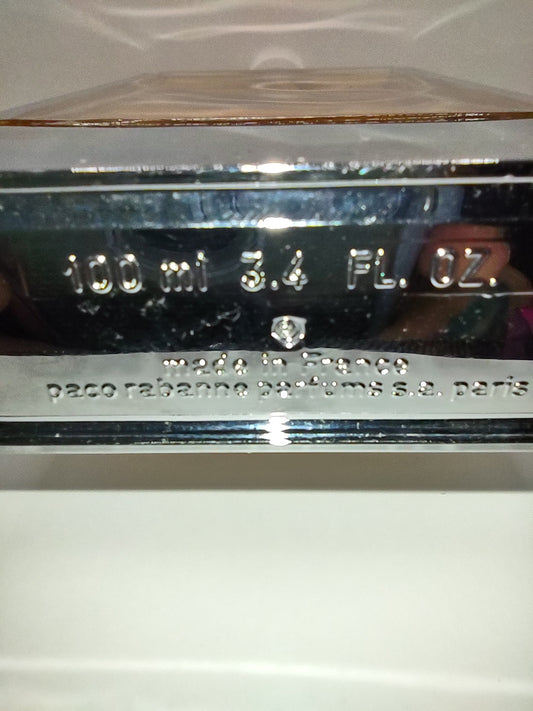 100 ml 3.4 FL. OZ.
made in France
paco rabanne parfums s.a. paris